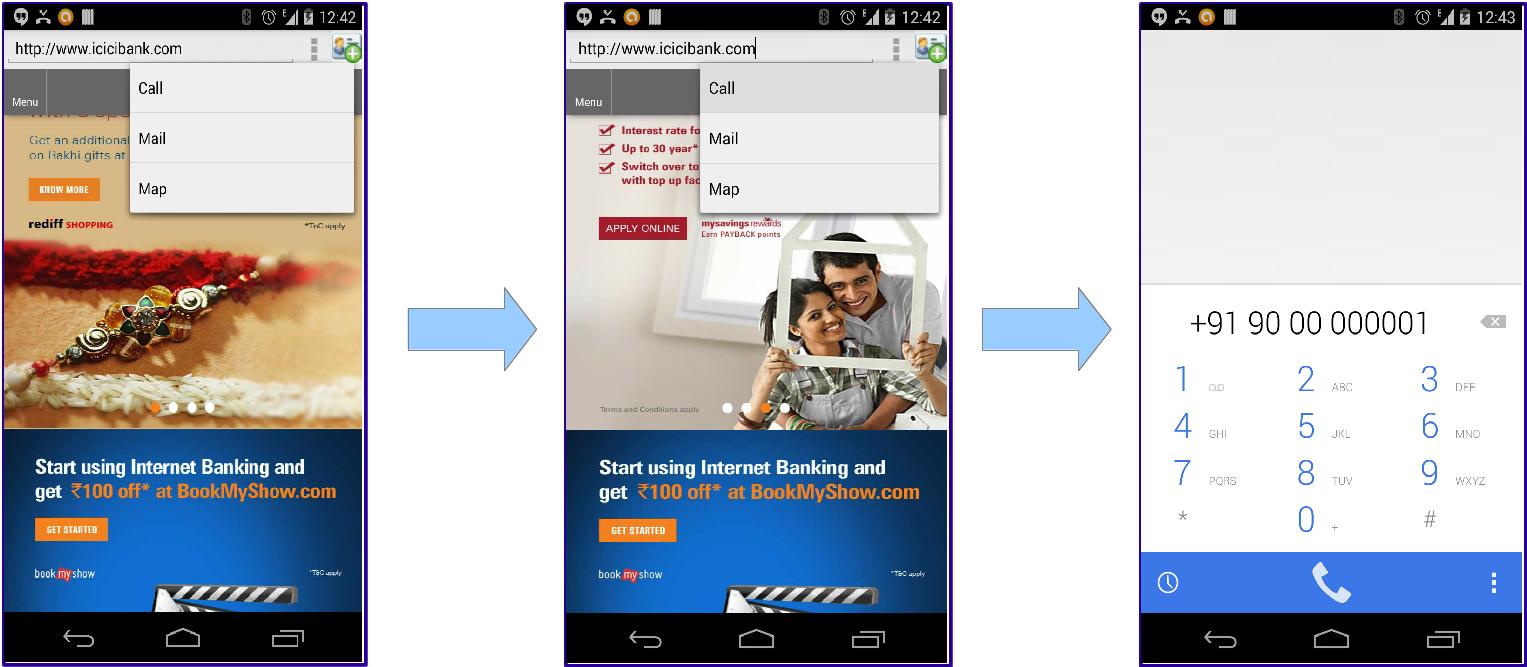 12:42
http://www.icicibank.com
Call
Mail
Map
Menu
Get an additional
on Rakhi gifts at
KNOW MORE
rediff SHOPPING
*TnC apply
Start using Internet Banking and
get ₹100 off* at BookMyShow.com
GET STARTED
book my show
*T&C apply
12:42
http://www.icicibank.com
Call
Mail
Map
Menu
Interest rate fo
Up to 30 year*
Switch over to
with top up fac
APPLY ONLINE
mysavings rewards
Earn PAYBACK points
Terms and Conditions apply
Start using Internet Banking and
get ₹100 off* at BookMyShow.com
GET STARTED
book my show
*T&C apply
12:43
+91 90 00 000001
1
2 ABC
3 DEF
4 GHI
5 JKL
6 MNO
7 PQRS
8 TUV
9 WXYZ
*
0 +
#